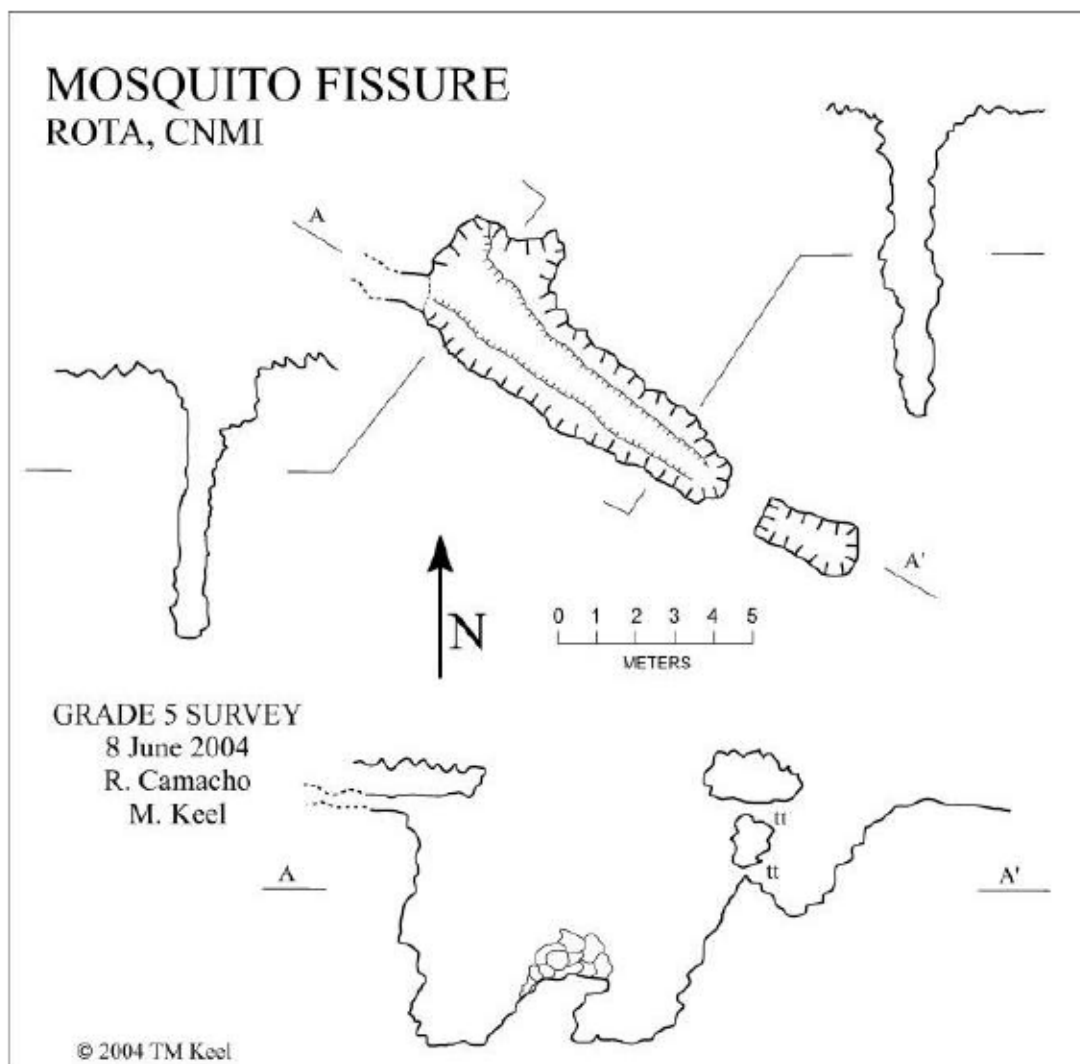 MOSQUITO FISSURE
ROTA, CNMI
A
A'
0 1 2 3 4 5
METERS
N
GRADE 5 SURVEY
8 June 2004
R. Camacho
M. Keel
tt
tt
A
A'
© 2004 TM Keel